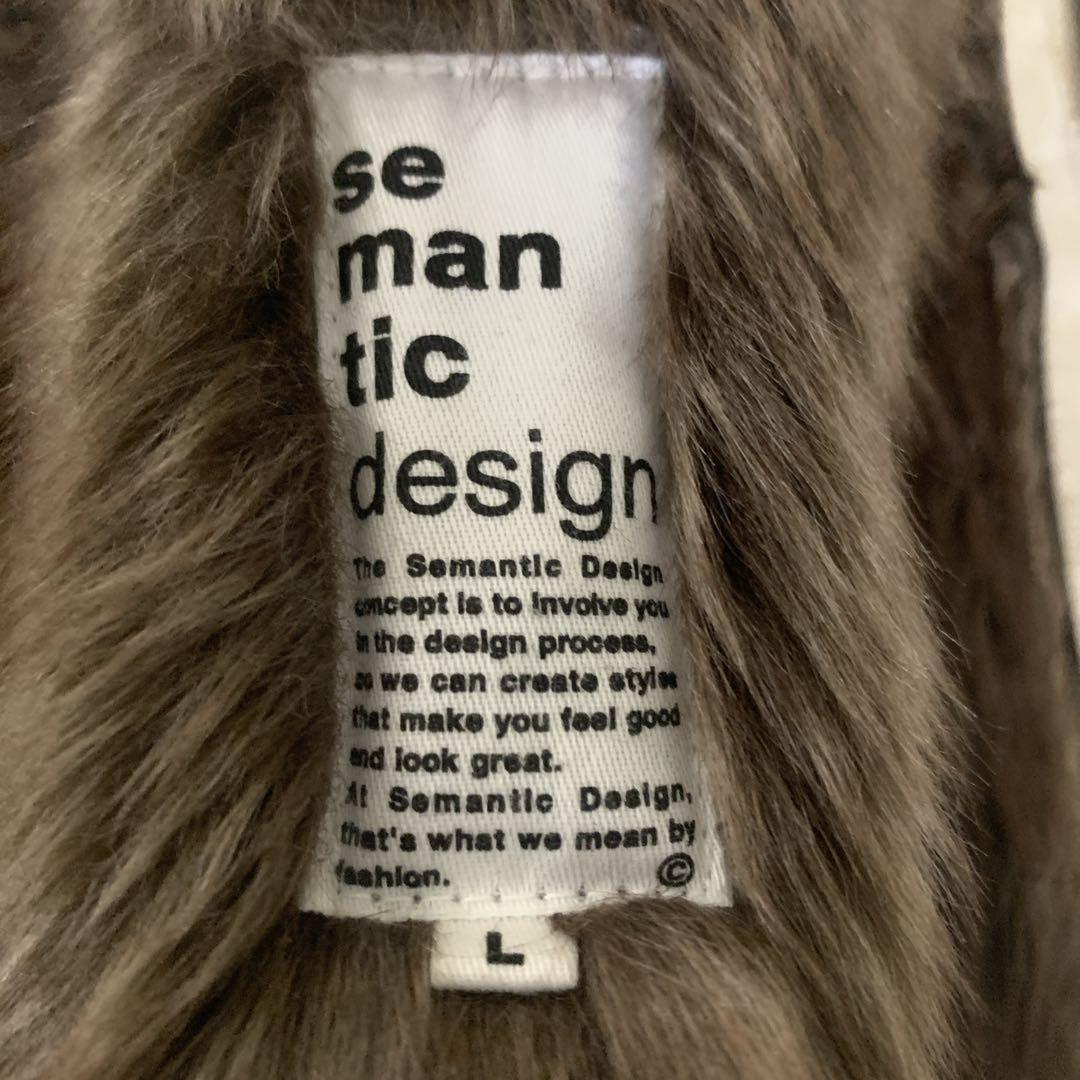 se
man
tic
design
The Semantic Design
concept is to involve you
in the design process,
so we can create styles
that make you feel good
and look great.
At Semantic Design,
that's what we mean by
fashion. ©
L